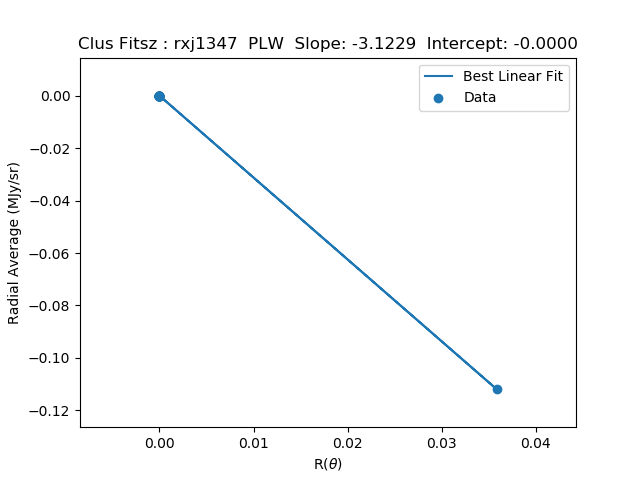 Clus Fitsz : rxj1347  PLW  Slope: -3.1229  Intercept: -0.0000
Best Linear Fit
Data
Radial Average (MJy/sr)
0.00
−0.02
−0.04
−0.06
−0.08
−0.10
−0.12
0.00 0.01 0.02 0.03 0.04
R(θ)